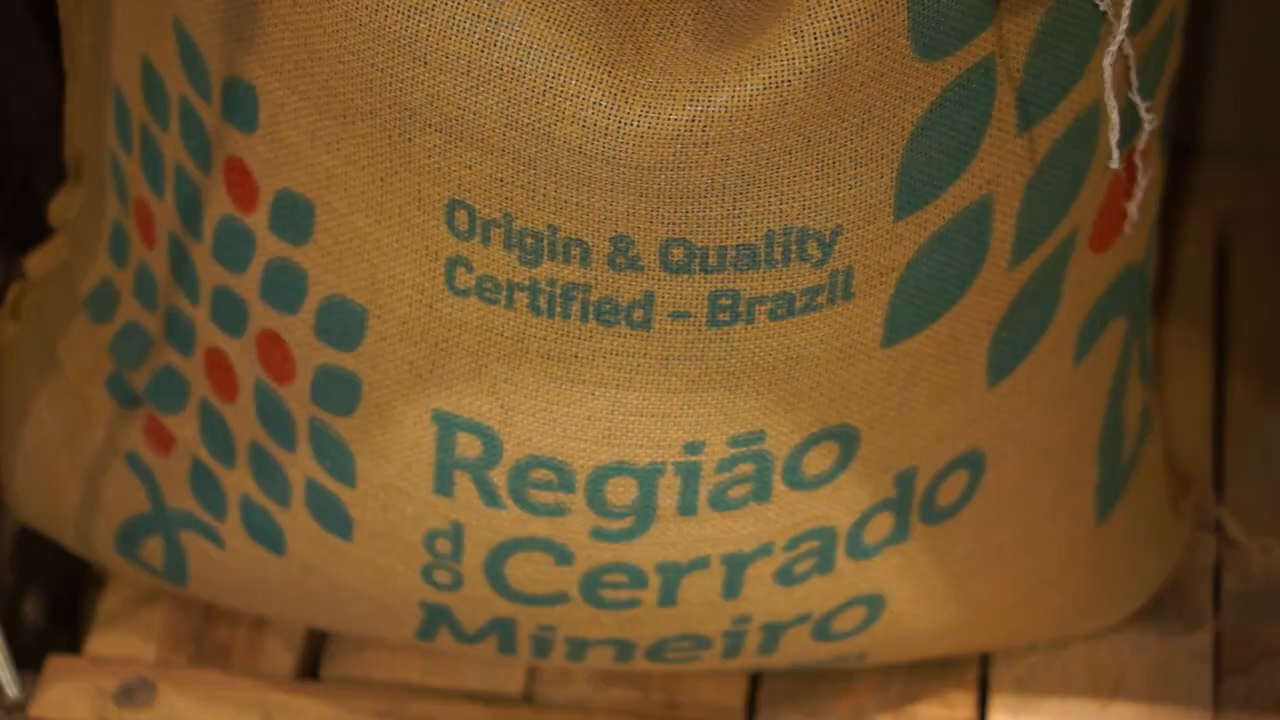 Origin & Quality
Certified - Brazil
Região
do Cerrado
Mineiro